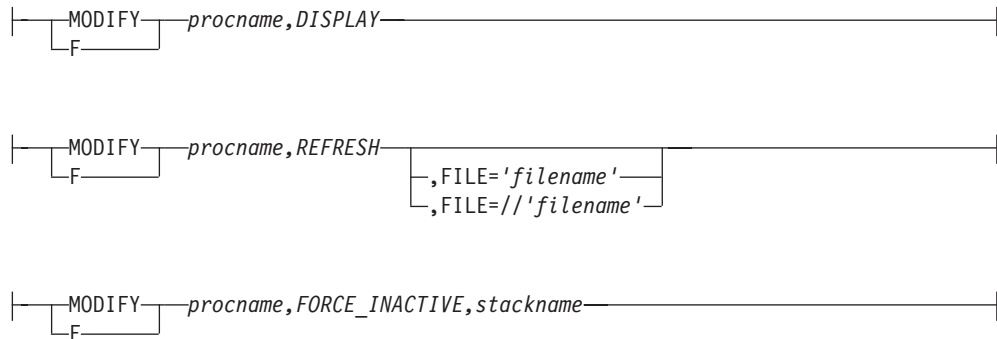 MODIFY procname,DISPLAY
F
MODIFY procname,REFRESH
F ,FILE='filename'
,FILE=//'filename'
MODIFY procname,FORCE_INACTIVE,stackname
F